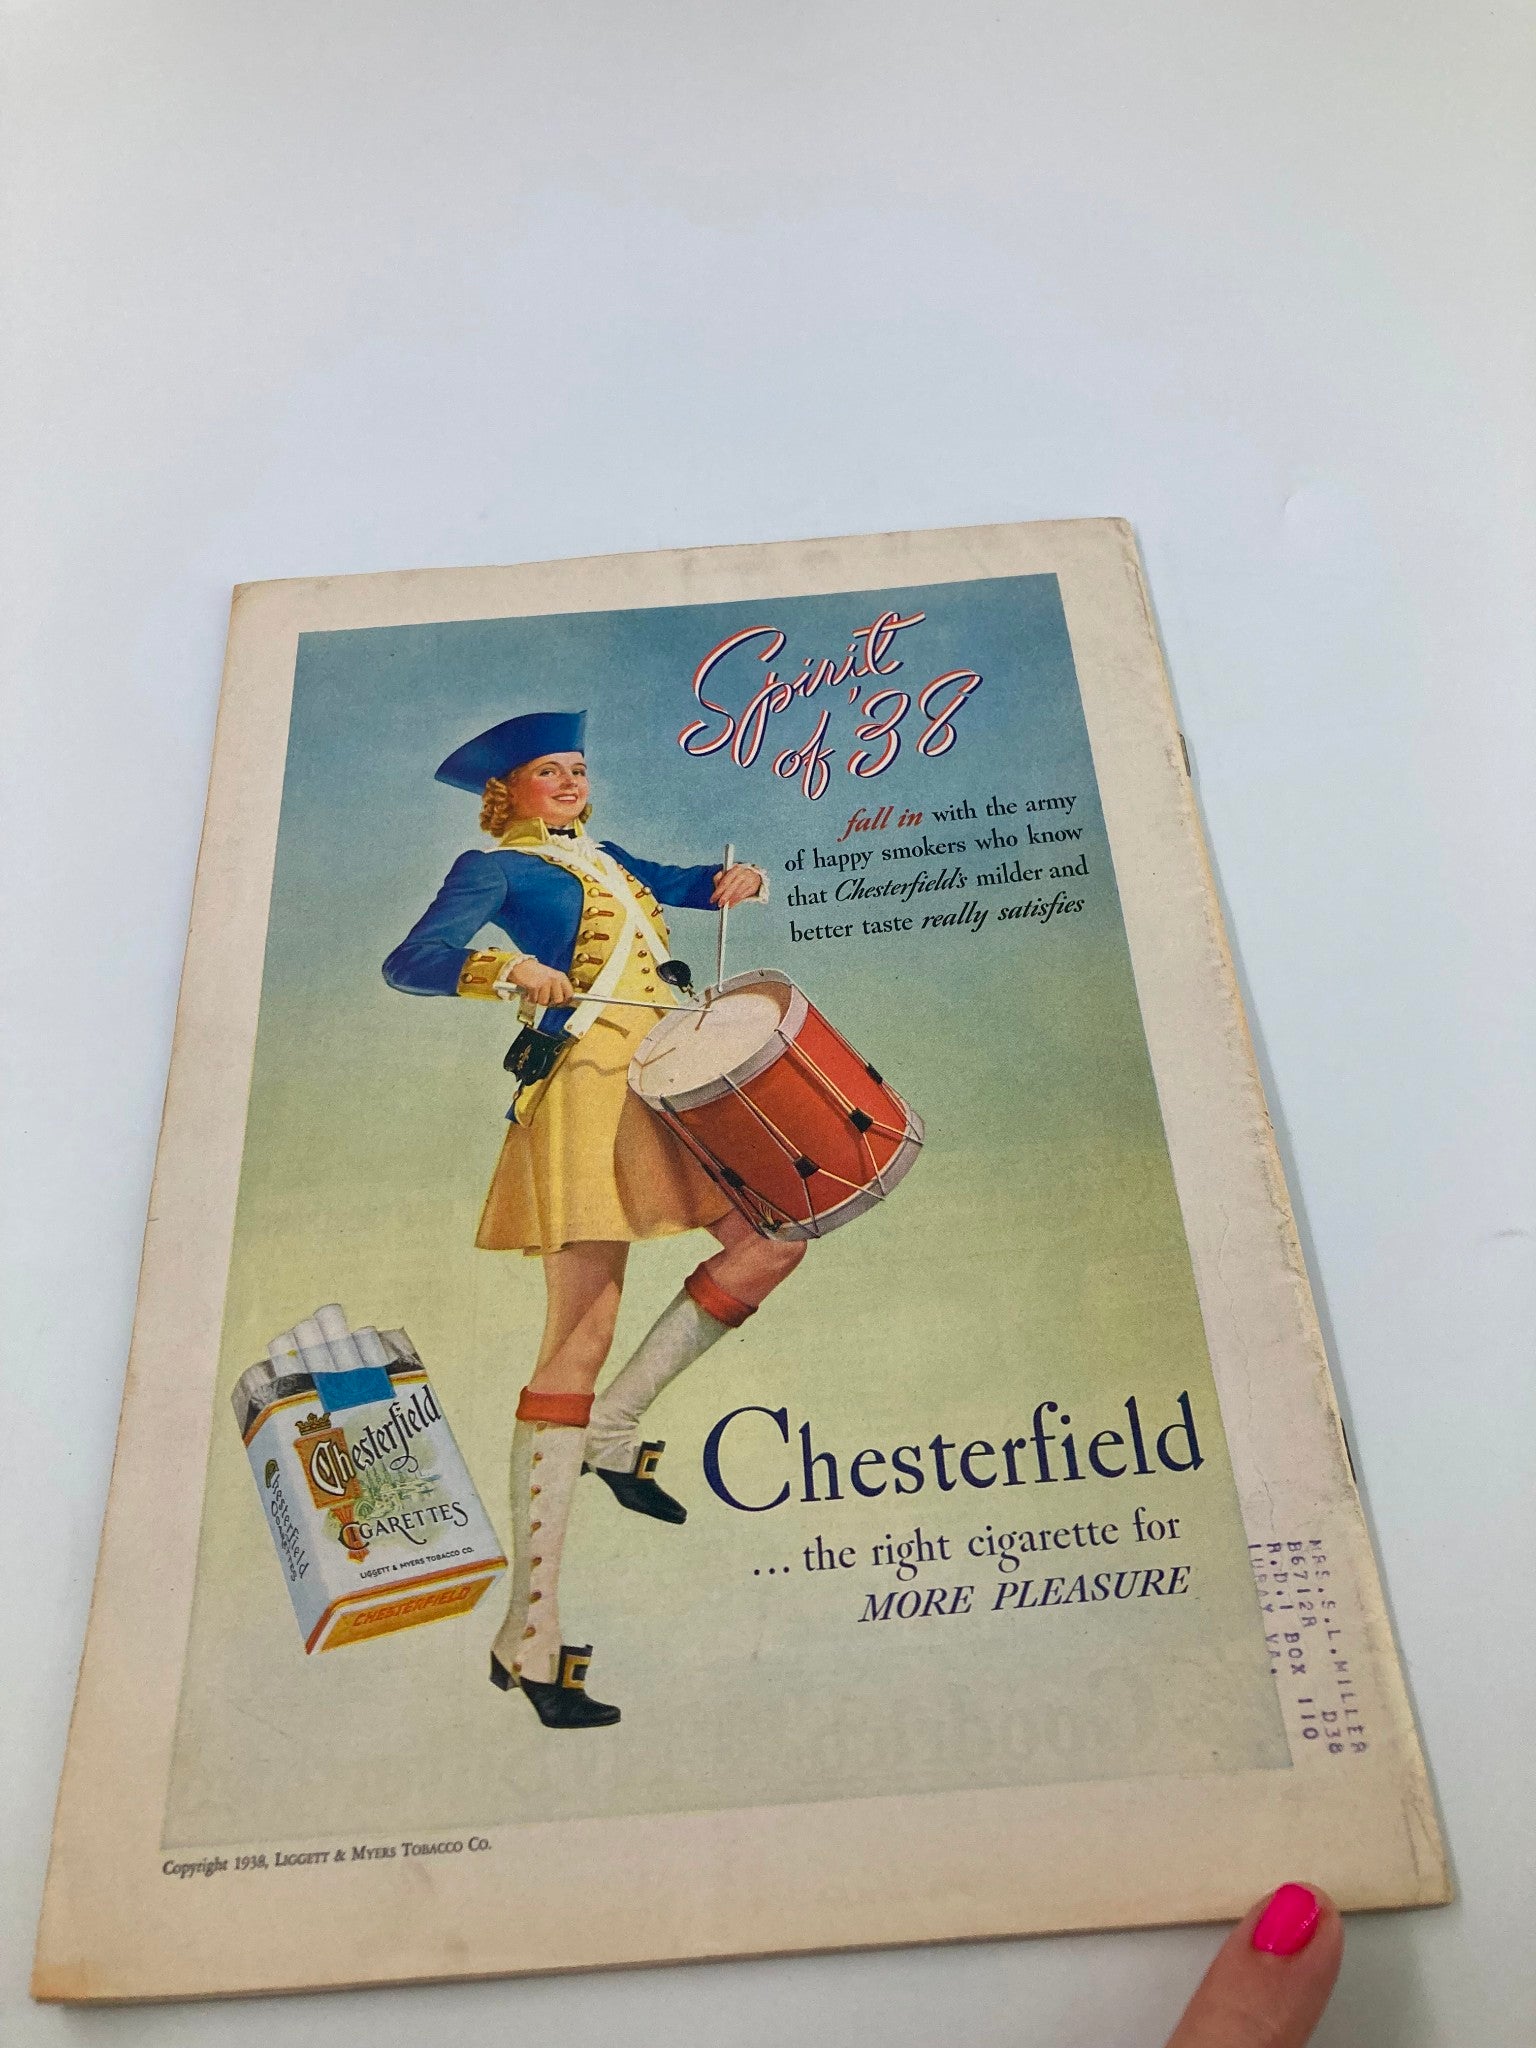 Spirit
of '38
fall in with the army
of happy smokers who know
that Chesterfield's milder and
better taste really satisfies
Chesterfield
CIGARETTES
LIGGETT & MYERS TOBACCO CO.
Chesterfield
CIGARETTES
CHESTERFIELD
Chesterfield
... the right cigarette for
MORE PLEASURE
MRS. S.L. MILLER
B6712R D38
R.D.1 BOX 110
LURAY VA.
Copyright 1938, LIGGETT & MYERS TOBACCO CO.